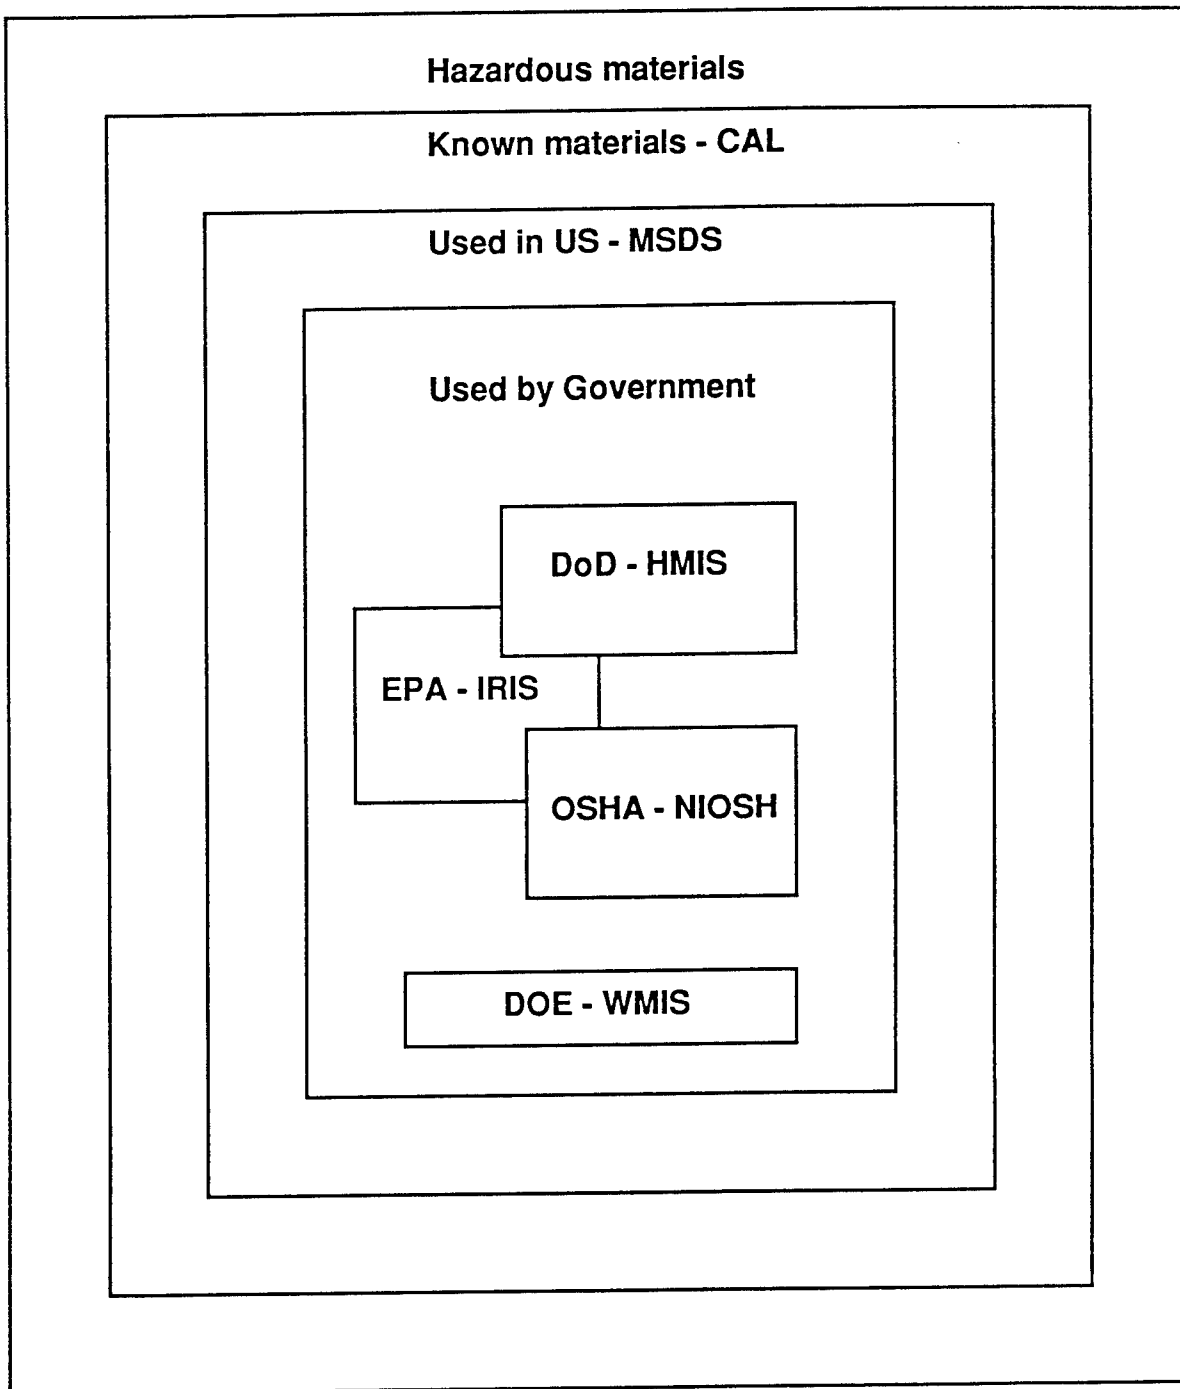 Hazardous materials
Known materials - CAL
Used in US - MSDS
Used by Government
DoD - HMIS
EPA - IRIS
OSHA - NIOSH
DOE - WMIS